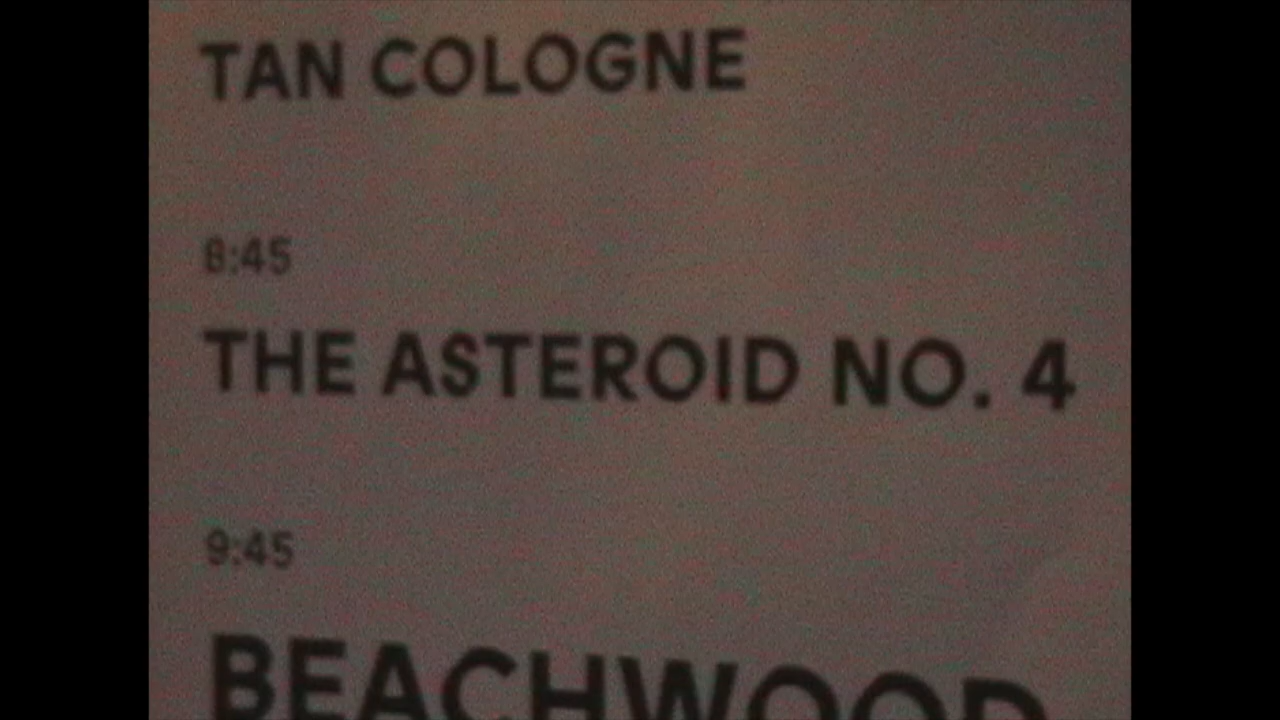 TAN COLOGNE
8:45
THE ASTEROID NO. 4
9:45
BEACHWOOD